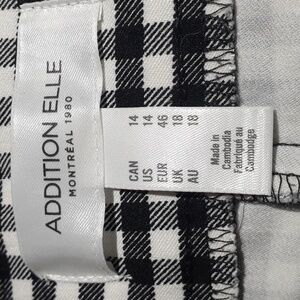 ADDITION ELLE
MONTRÉAL 1980
CAN 14
US 14
EUR 46
UK 18
AU 18
Made in
Cambodia
Fabriqué au
Cambodge